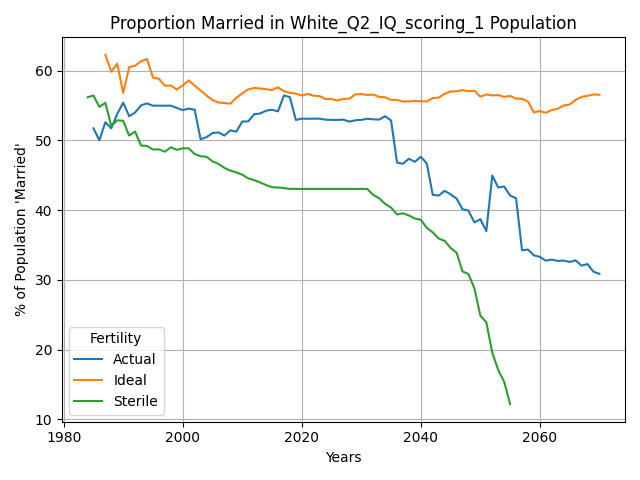 Proportion Married in White_Q2_IQ_scoring_1 Population
% of Population 'Married'
60
50
40
30
20
10
Fertility
Actual
Ideal
Sterile
1980
2000
2020
2040
2060
Years